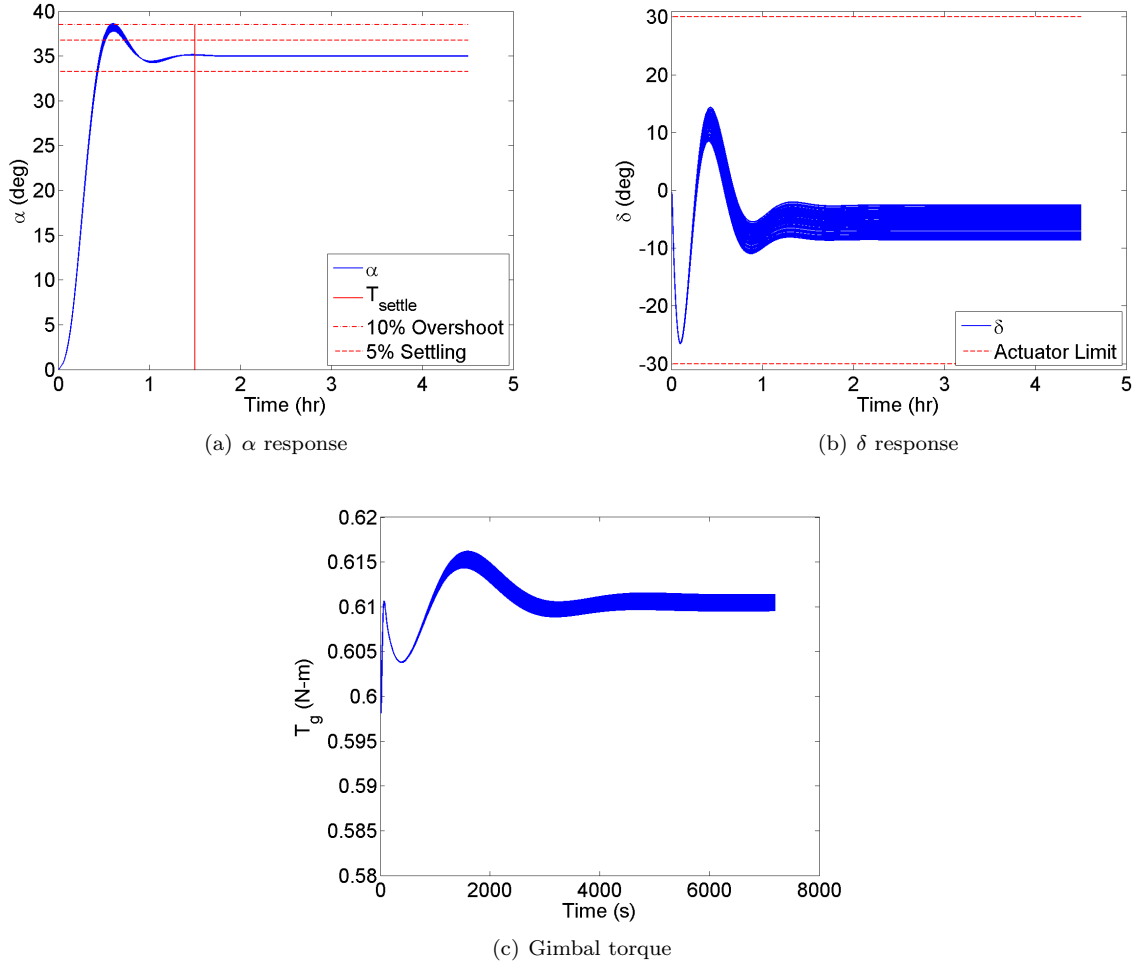 40
35
30
25
20
15
10
5
0
α (deg)
0
1
2
3
4
5
Time (hr)
α
T_settle
10% Overshoot
5% Settling
(a) α response
30
20
10
0
-10
-20
-30
δ (deg)
0
1
2
3
4
5
Time (hr)
δ
Actuator Limit
(b) δ response
0.62
0.615
0.61
0.605
0.6
0.595
0.59
0.585
0.58
T_g (N-m)
0
2000
4000
6000
8000
Time (s)
(c) Gimbal torque